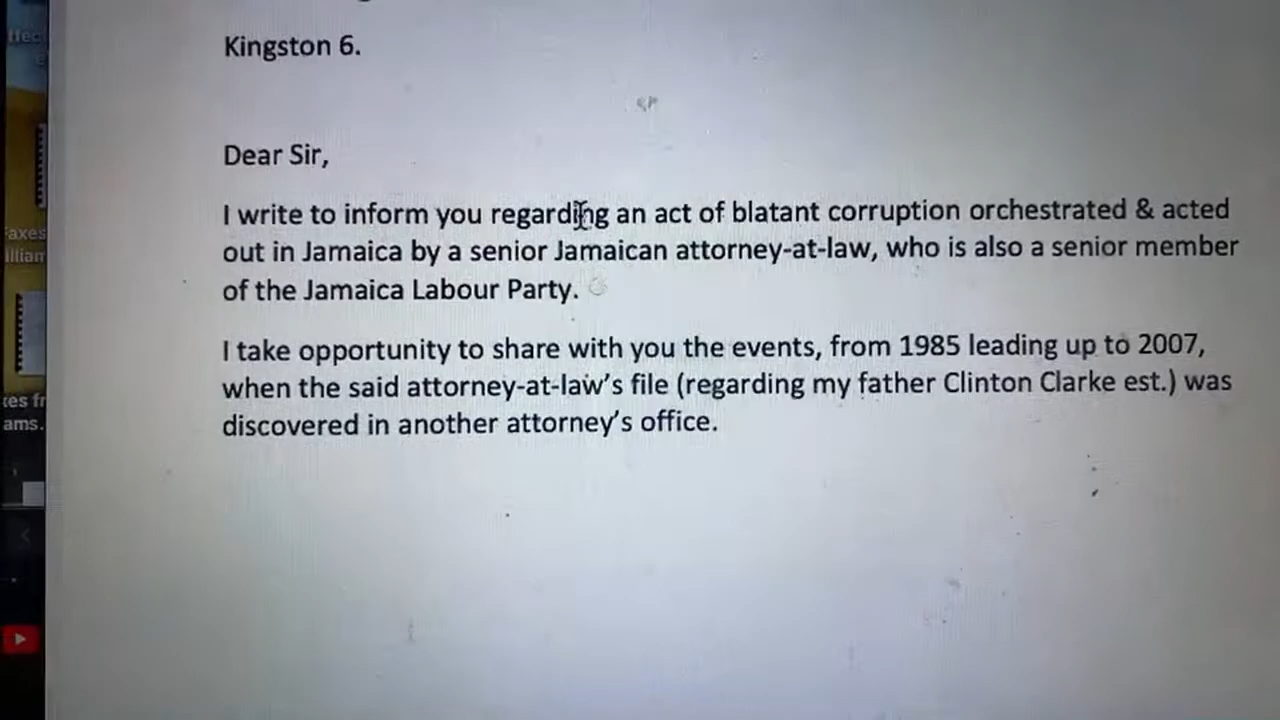 Kingston 6.
Dear Sir,
I write to inform you regarding an act of blatant corruption orchestrated & acted
out in Jamaica by a senior Jamaican attorney-at-law, who is also a senior member
of the Jamaica Labour Party.
I take opportunity to share with you the events, from 1985 leading up to 2007,
when the said attorney-at-law's file (regarding my father Clinton Clarke est.) was
discovered in another attorney's office.